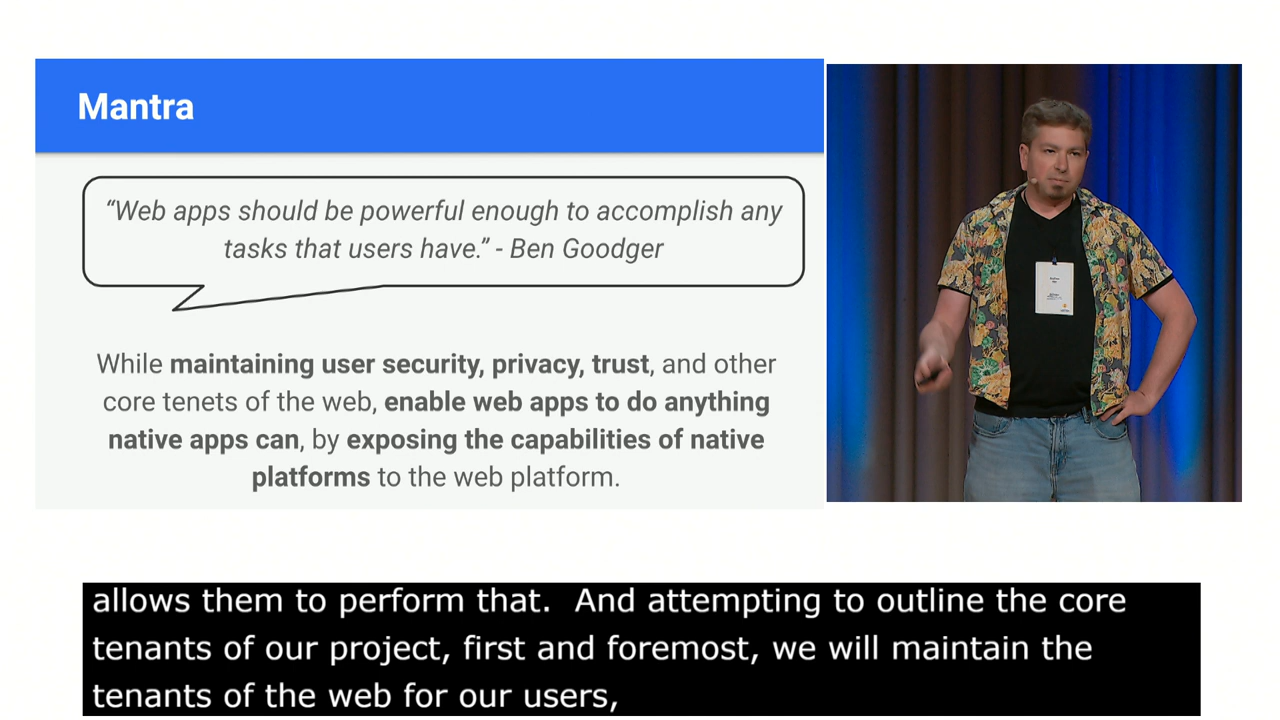 Mantra
“Web apps should be powerful enough to accomplish any
tasks that users have.” - Ben Goodger
While maintaining user security, privacy, trust, and other
core tenets of the web, enable web apps to do anything
native apps can, by exposing the capabilities of native
platforms to the web platform.
allows them to perform that.  And attempting to outline the core
tenants of our project, first and foremost, we will maintain the
tenants of the web for our users,